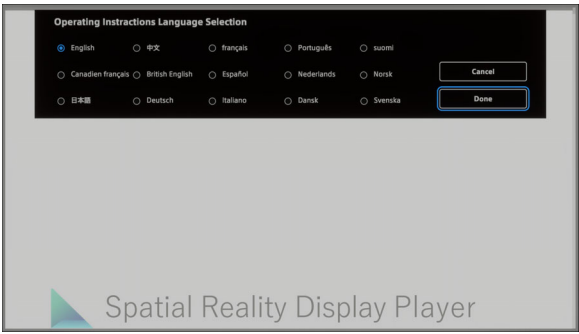 Operating Instractions Language Selection
English 中文 français Português suomi
Canadien français British English Español Nederlands Norsk Cancel
日本語 Deutsch Italiano Dansk Svenska Done
Spatial Reality Display Player